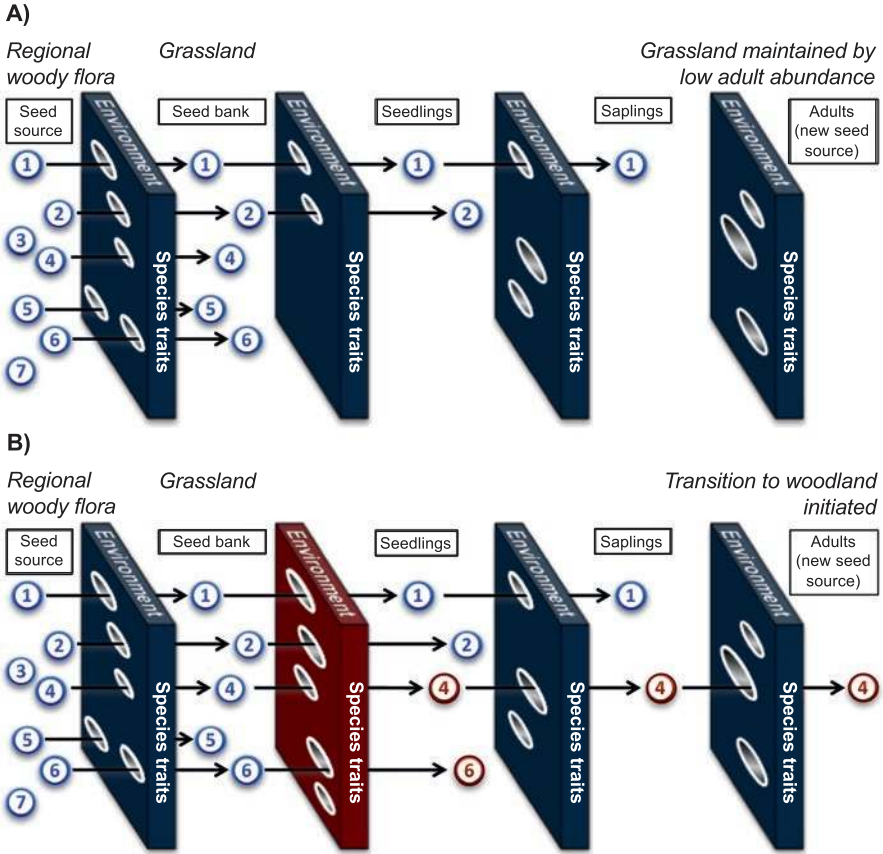 A)
Regional
woody flora
Grassland
Grassland maintained by
low adult abundance
Seed
source
Environment
Seed bank
Environment
Seedlings
Environment
Saplings
Environment
Adults
(new seed
source)
1
1
1
1
2
2
2
3
4
4
5
5
6
6
7
Species traits
Species traits
Species traits
Species traits
B)
Regional
woody flora
Grassland
Transition to woodland
initiated
Seed
source
Environment
Seed bank
Environment
Seedlings
Environment
Saplings
Environment
Adults
(new seed
source)
1
1
1
1
2
2
2
3
4
4
4
4
4
5
5
6
6
6
7
Species traits
Species traits
Species traits
Species traits